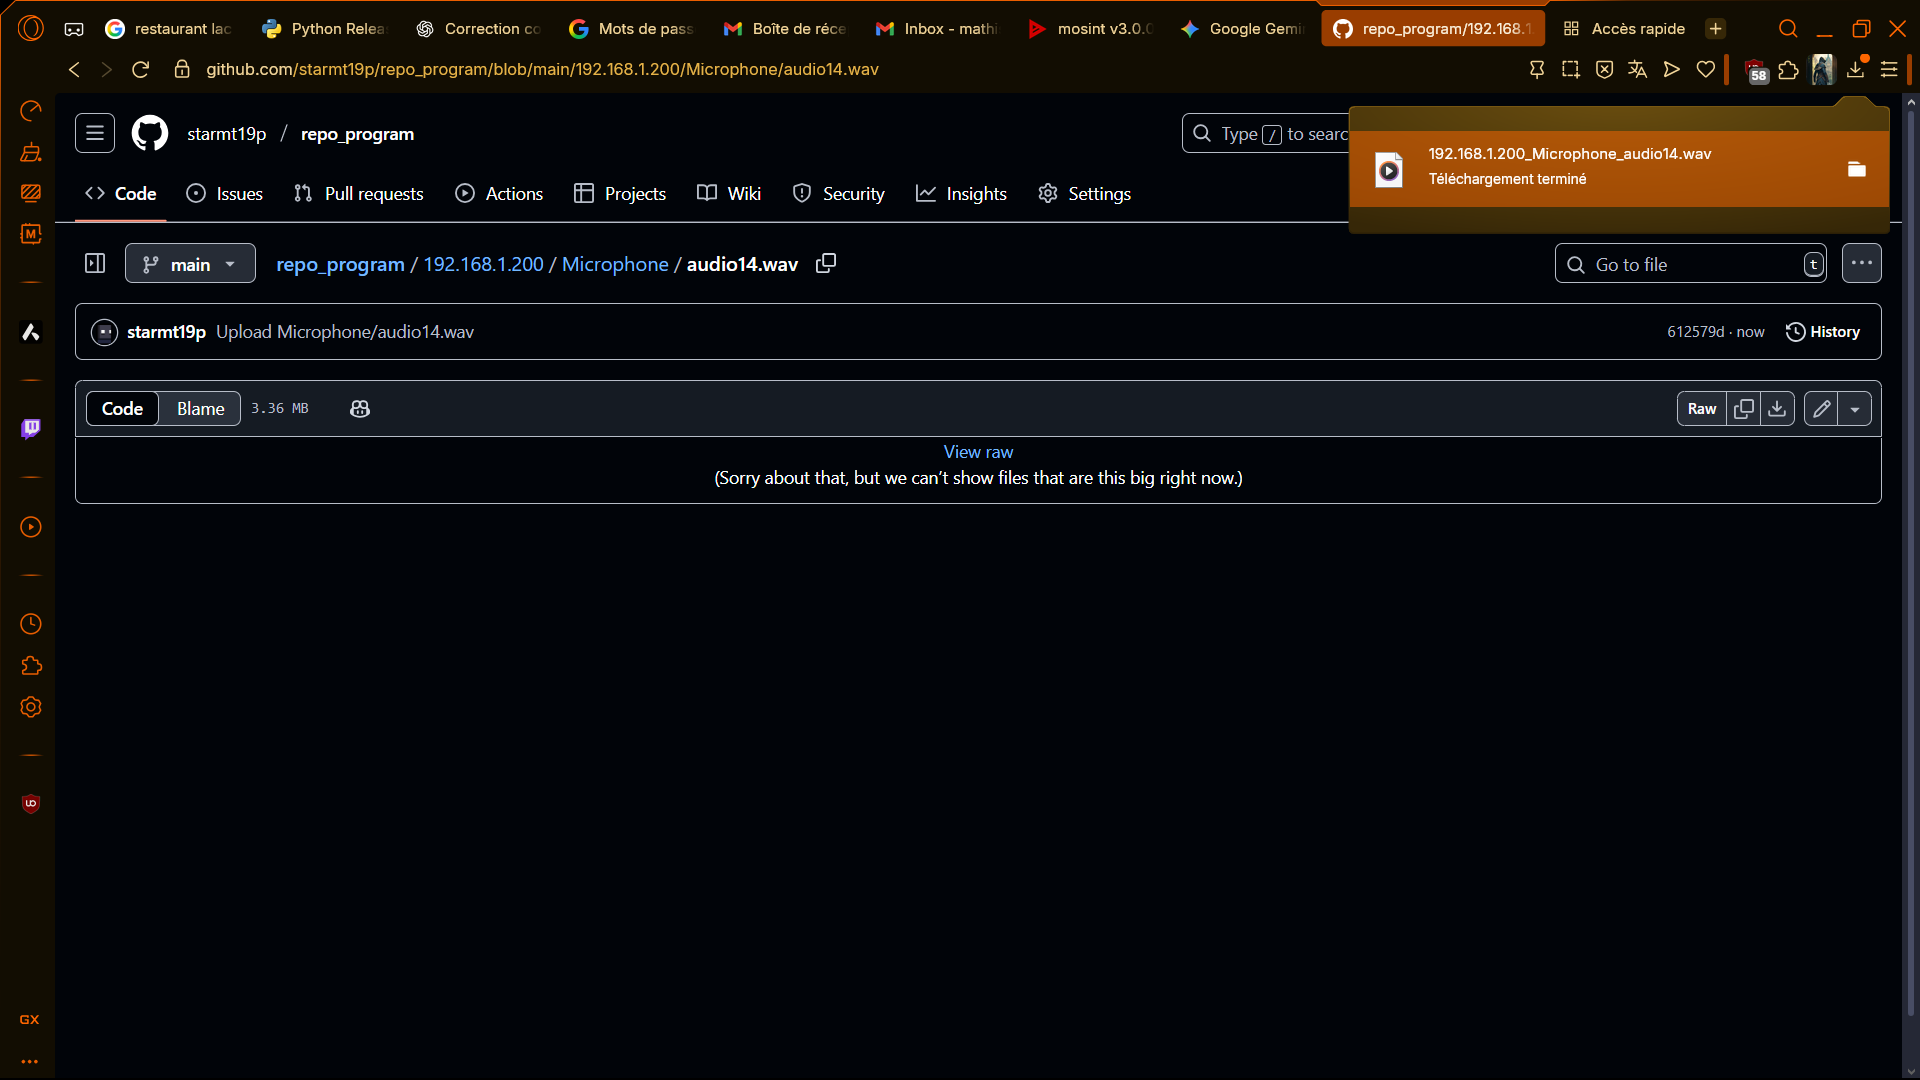 restaurant lac
Python Relea
Correction co
Mots de pass
Boîte de réce
Inbox - mathi
mosint v3.0.0
Google Gemi
repo_program/192.168.1.
Accès rapide
github.com/starmt19p/repo_program/blob/main/192.168.1.200/Microphone/audio14.wav
58
starmt19p / repo_program
Type / to searc
192.168.1.200_Microphone_audio14.wav
Téléchargement terminé
Code
Issues
Pull requests
Actions
Projects
Wiki
Security
Insights
Settings
main
repo_program / 192.168.1.200 / Microphone / audio14.wav
Go to file
t
starmt19p Upload Microphone/audio14.wav
612579d · now
History
Code
Blame
3.36 MB
Raw
View raw
(Sorry about that, but we can’t show files that are this big right now.)
M
GX